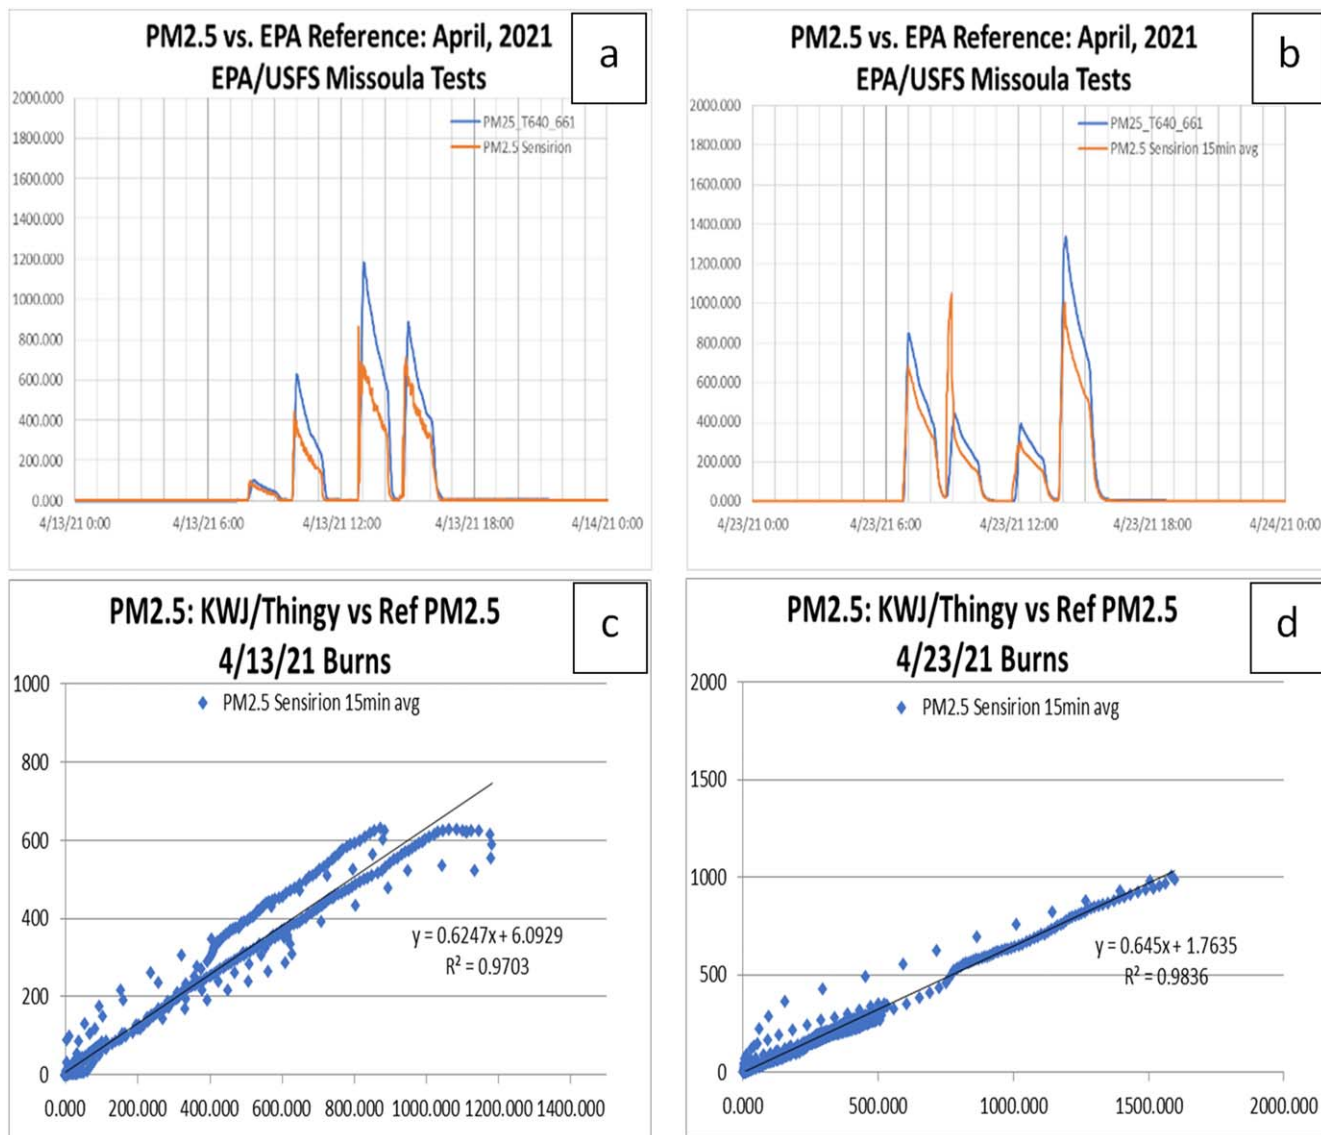 PM2.5 vs. EPA Reference: April, 2021
EPA/USFS Missoula Tests
a
2000.000
1800.000
1600.000
1400.000
1200.000
1000.000
800.000
600.000
400.000
200.000
0.000
PM25_T640_661
PM2.5 Sensirion
4/13/21 0:00
4/13/21 6:00
4/13/21 12:00
4/13/21 18:00
4/14/21 0:00
PM2.5 vs. EPA Reference: April, 2021
EPA/USFS Missoula Tests
b
2000.000
1800.000
1600.000
1400.000
1200.000
1000.000
800.000
600.000
400.000
200.000
0.000
PM25_T640_661
PM2.5 Sensirion 15min avg
4/23/21 0:00
4/23/21 6:00
4/23/21 12:00
4/23/21 18:00
4/24/21 0:00
PM2.5: KWJ/Thingy vs Ref PM2.5
4/13/21 Burns
c
PM2.5 Sensirion 15min avg
1000
800
600
400
200
0
y = 0.6247x + 6.0929
R² = 0.9703
0.000 200.000 400.000 600.000 800.000 1000.000 1200.000 1400.000
PM2.5: KWJ/Thingy vs Ref PM2.5
4/23/21 Burns
d
PM2.5 Sensirion 15min avg
2000
1500
1000
500
0
y = 0.645x + 1.7635
R² = 0.9836
0.000 500.000 1000.000 1500.000 2000.000